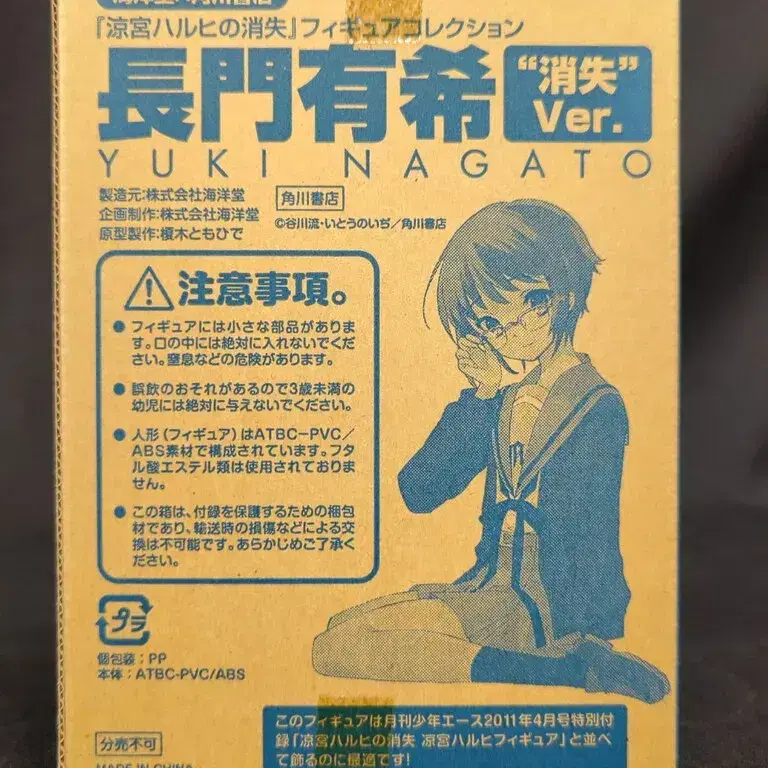 海洋堂×角川書店
『涼宮ハルヒの消失』フィギュアコレクション
長門有希
“消失”
Ver.
YUKI NAGATO
製造元:株式会社海洋堂
企画制作:株式会社海洋堂
原型製作:榎木ともひで
角川書店
©谷川流・いとうのいぢ／角川書店
注意事項。
● フィギュアには小さな部品がありま
す。口の中には絶対に入れないでくだ
さい。窒息などの危険があります。
● 誤飲のおそれがあるので3歳未満の
幼児には絶対に与えないでください。
● 人形（フィギュア）はATBC-PVC／
ABS素材で構成されています。フタ
ル酸エステル類は使用されておりま
せん。
● この箱は、付録を保護するための梱包
材であり、輸送時の損傷などによる交
換は不可能です。あらかじめご了承く
ださい。
プラ
個包装：PP
本体：ATBC-PVC/ABS
分売不可
MADE IN CHINA
このフィギュアは月刊少年エース2011年4月号特別付
録「涼宮ハルヒの消失 涼宮ハルヒフィギュア」と並べ
て飾るのに最適です!